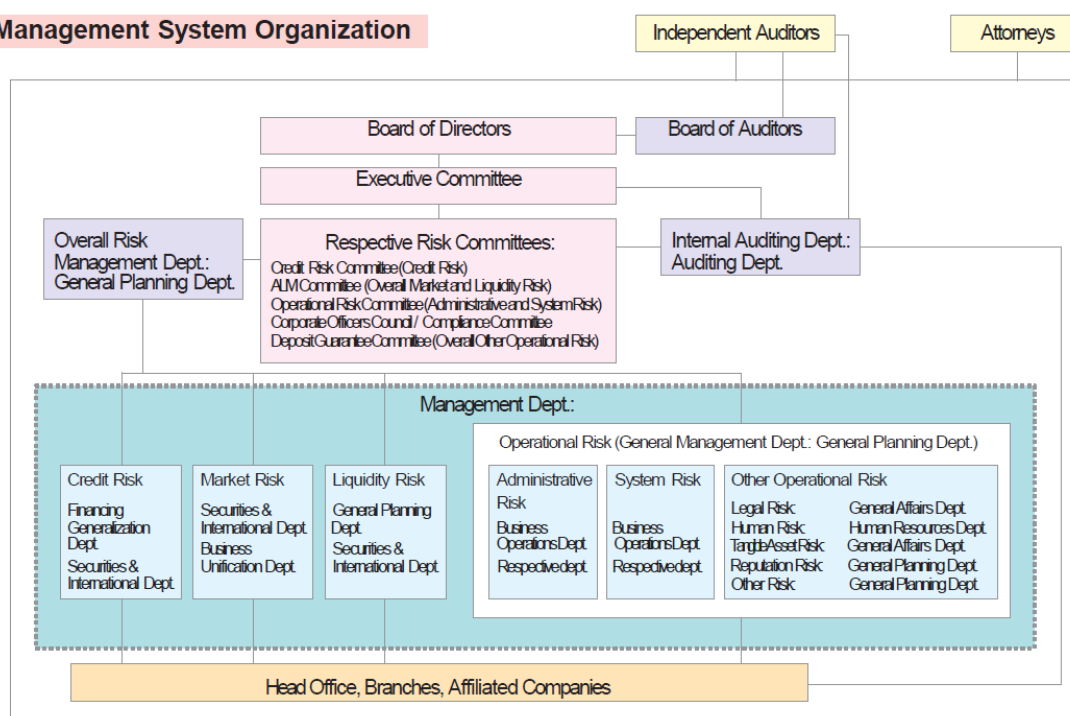 Management System Organization
Independent Auditors
Attorneys
Board of Directors
Board of Auditors
Executive Committee
Overall Risk
Management Dept.:
General Planning Dept.
Respective Risk Committees:
Credit Risk Committee (Credit Risk)
ALM Committee (Overall Market and Liquidity Risk)
Operational Risk Committee (Administrative and System Risk)
Corporate Officers Council / Compliance Committee
Deposit Guarantee Committee (Overall Other Operational Risk)
Internal Auditing Dept.:
Auditing Dept.
Management Dept.:
Operational Risk (General Management Dept.: General Planning Dept.)
Credit Risk
Financing
Generalization
Dept.
Securities &
International Dept.
Market Risk
Securities &
International Dept.
Business
Unification Dept.
Liquidity Risk
General Planning
Dept.
Securities &
International Dept.
Administrative
Risk
Business
Operations Dept.
Respective dept.
System Risk
Business
Operations Dept.
Respective dept.
Other Operational Risk
Legal Risk: General Affairs Dept.
Human Risk: Human Resources Dept.
Tangible Asset Risk: General Affairs Dept.
Reputation Risk: General Planning Dept.
Other Risk: General Planning Dept.
Head Office, Branches, Affiliated Companies